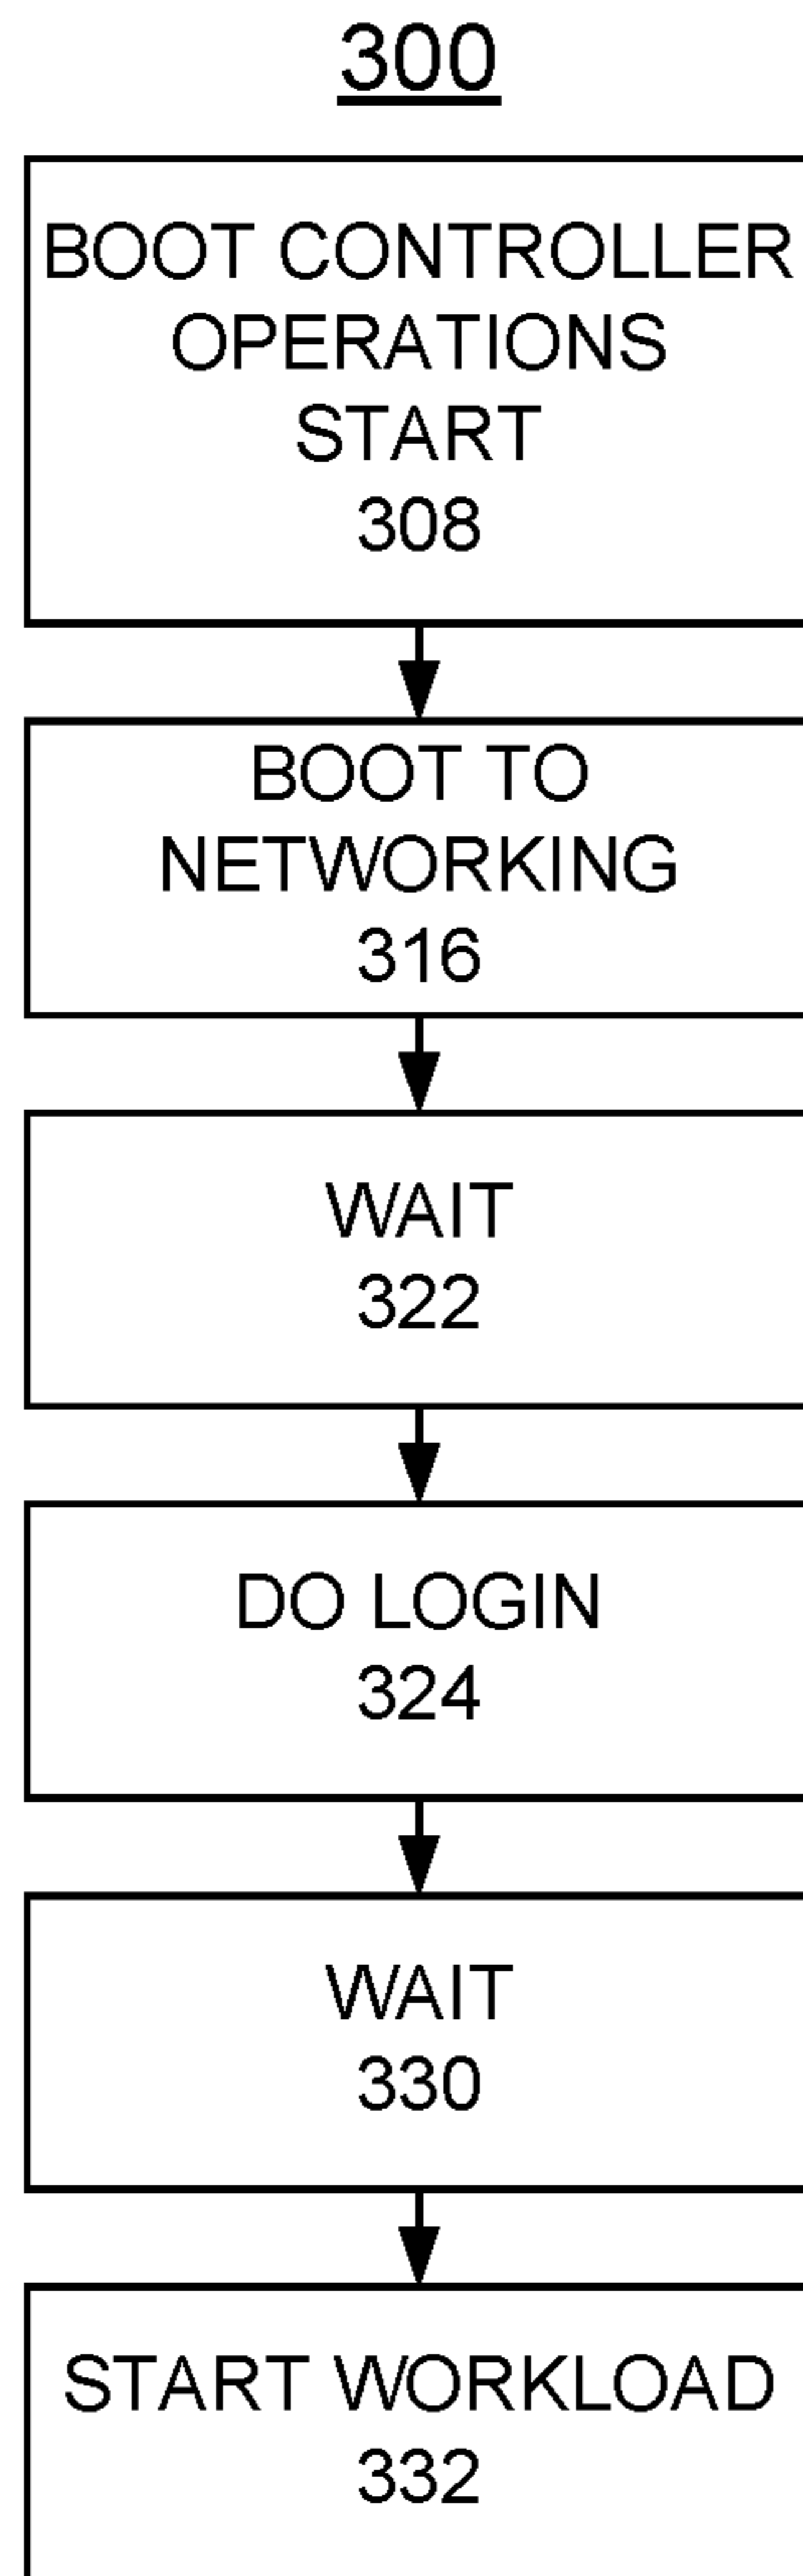 300
BOOT CONTROLLER
OPERATIONS
START
308
BOOT TO
NETWORKING
316
WAIT
322
DO LOGIN
324
WAIT
330
START WORKLOAD
332